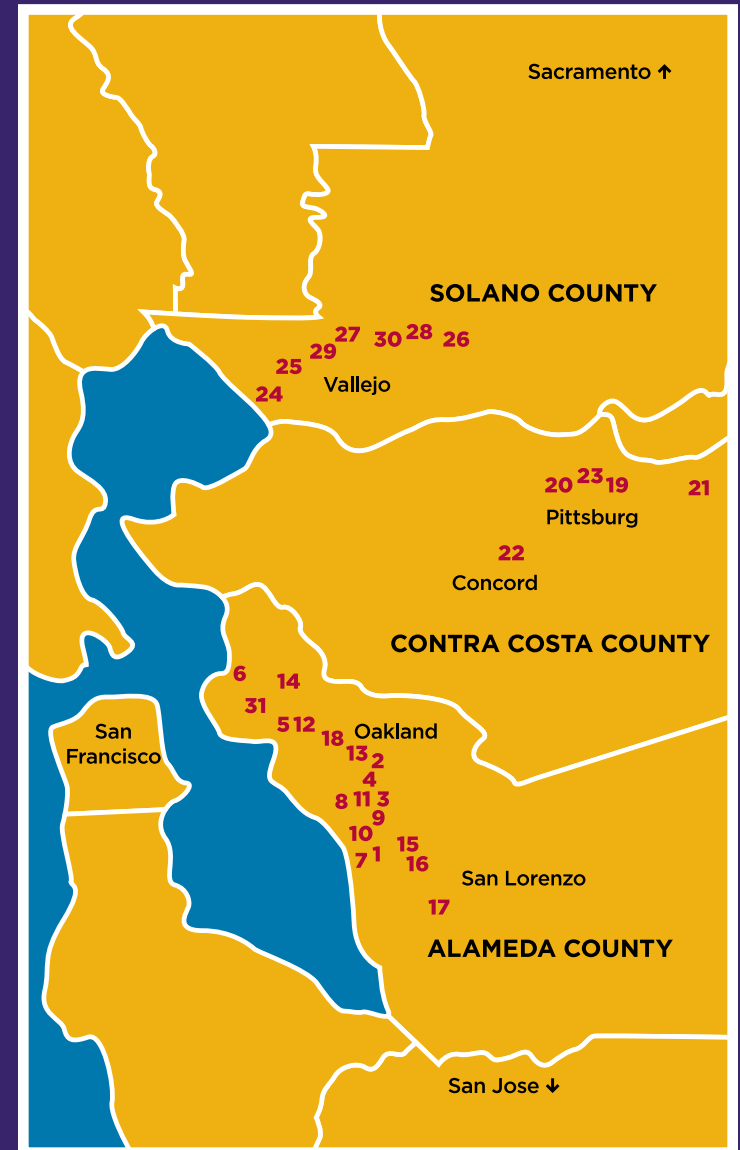 Sacramento ↑
SOLANO COUNTY
27
30
28
26
29
25
24
Vallejo
20
23
19
21
Pittsburg
22
Concord
CONTRA COSTA COUNTY
6
14
31
5
12
18
Oakland
San
Francisco
13
2
4
8
11
3
9
10
15
7
1
16
San Lorenzo
17
ALAMEDA COUNTY
San Jose ↓